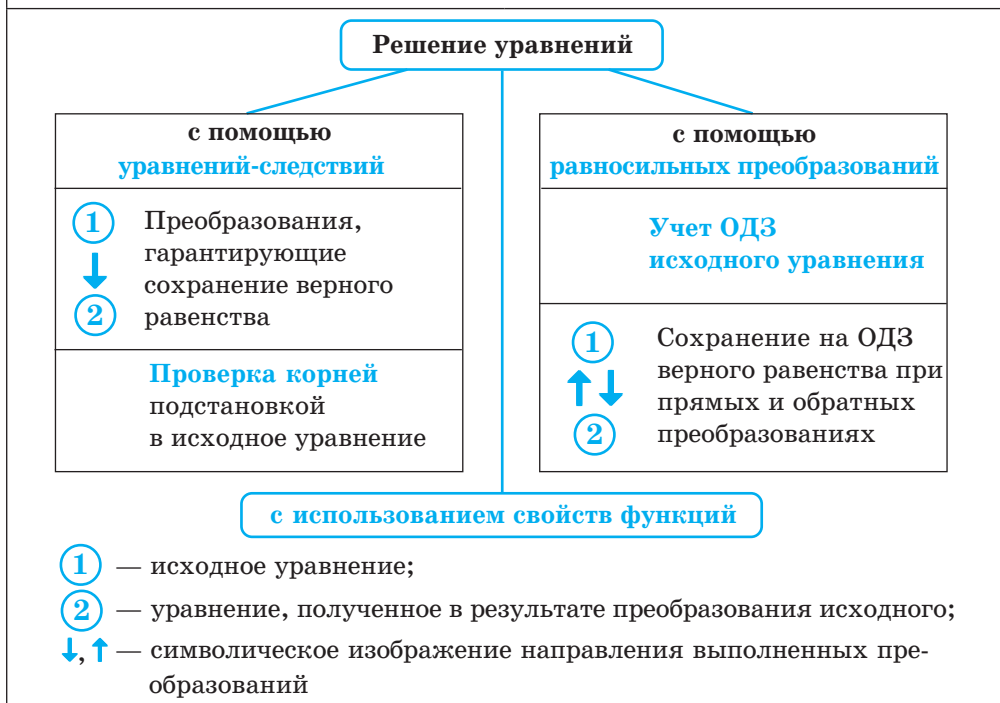 Решение уравнений
с помощью
уравнений-следствий
1
2
Преобразования,
гарантирующие
сохранение верного
равенства
Проверка корней
подстановкой
в исходное уравнение
с помощью
равносильных преобразований
Учет ОДЗ
исходного уравнения
1
2
Сохранение на ОДЗ
верного равенства при
прямых и обратных
преобразованиях
с использованием свойств функций
1 — исходное уравнение;
2 — уравнение, полученное в результате преобразования исходного;
↓, ↑ — символическое изображение направления выполненных пре-
образований